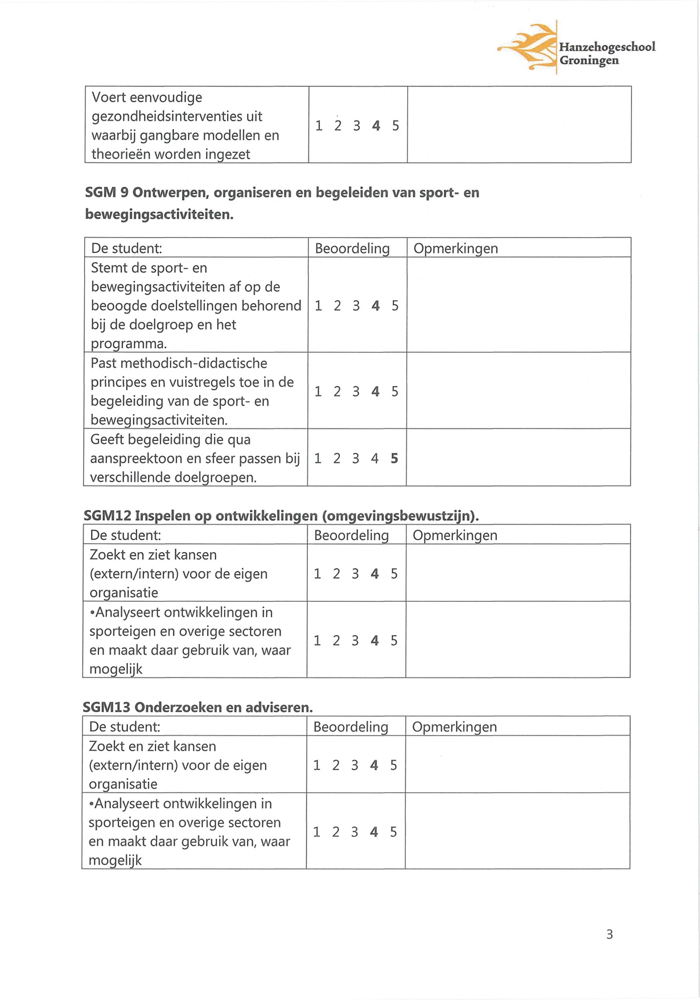 Hanzehogeschool
Groningen
Voert eenvoudige
gezondheidsinterventies uit
waarbij gangbare modellen en
theorieën worden ingezet
1 2 3 4 5
SGM 9 Ontwerpen, organiseren en begeleiden van sport- en
bewegingsactiviteiten.
De student: Beoordeling Opmerkingen
Stemt de sport- en
bewegingsactiviteiten af op de
beoogde doelstellingen behorend
bij de doelgroep en het
programma.
1 2 3 4 5
Past methodisch-didactische
principes en vuistregels toe in de
begeleiding van de sport- en
bewegingsactiviteiten.
1 2 3 4 5
Geeft begeleiding die qua
aanspreektoon en sfeer passen bij
verschillende doelgroepen.
1 2 3 4 5
SGM12 Inspelen op ontwikkelingen (omgevingsbewustzijn).
De student: Beoordeling Opmerkingen
Zoekt en ziet kansen
(extern/intern) voor de eigen
organisatie
1 2 3 4 5
•Analyseert ontwikkelingen in
sporteigen en overige sectoren
en maakt daar gebruik van, waar
mogelijk
1 2 3 4 5
SGM13 Onderzoeken en adviseren.
De student: Beoordeling Opmerkingen
Zoekt en ziet kansen
(extern/intern) voor de eigen
organisatie
1 2 3 4 5
•Analyseert ontwikkelingen in
sporteigen en overige sectoren
en maakt daar gebruik van, waar
mogelijk
1 2 3 4 5
3